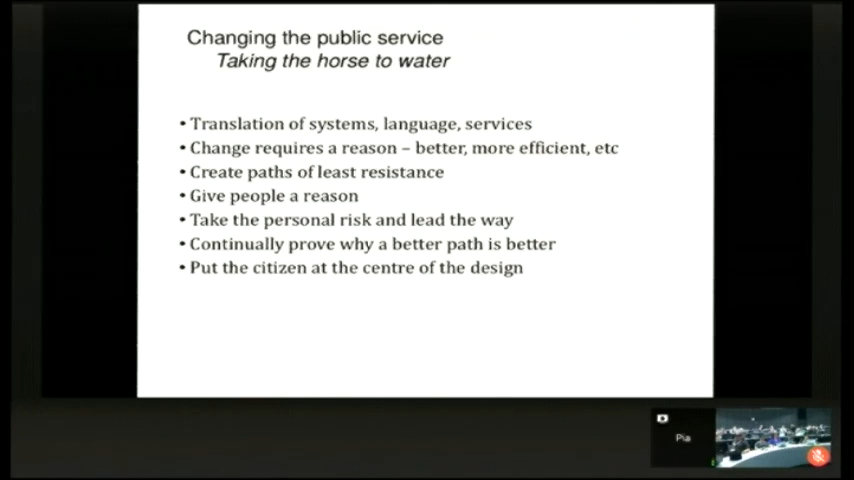 Changing the public service
Taking the horse to water
• Translation of systems, language, services
• Change requires a reason – better, more efficient, etc
• Create paths of least resistance
• Give people a reason
• Take the personal risk and lead the way
• Continually prove why a better path is better
• Put the citizen at the centre of the design
Pia